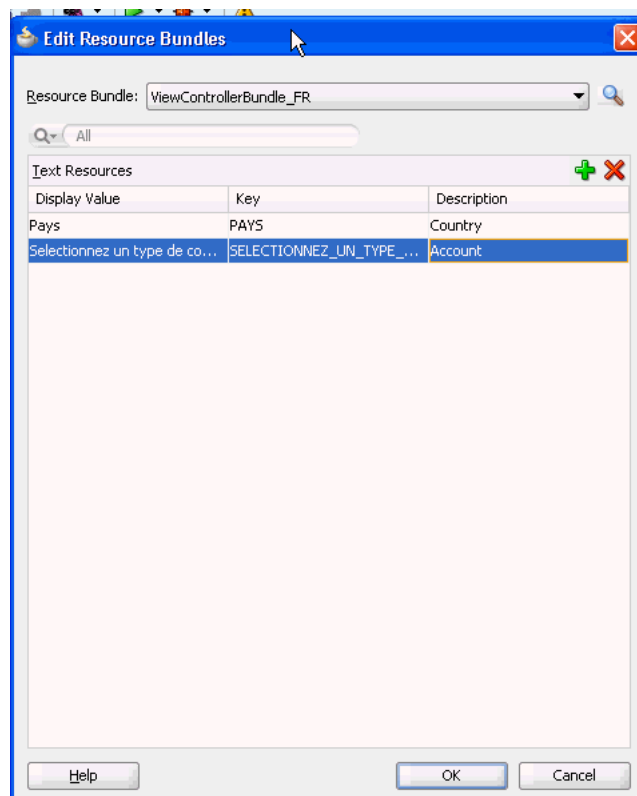 Edit Resource Bundles
Resource Bundle: ViewControllerBundle_FR
All
Text Resources
Display Value Key Description
Pays PAYS Country
Selectionnez un type de co... SELECTIONNEZ_UN_TYPE_... Account
Help OK Cancel